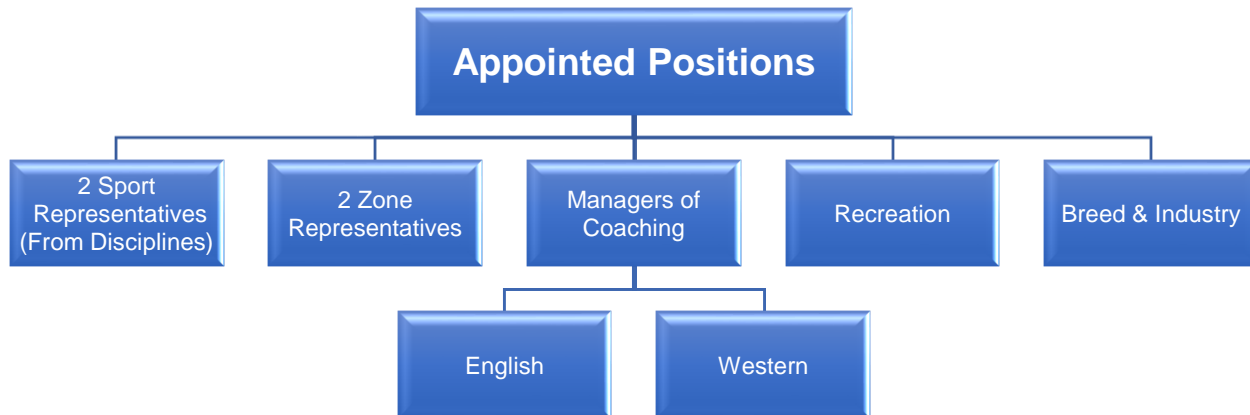 Appointed Positions
2 Sport
Representatives
(From Disciplines)
2 Zone
Representatives
Managers of
Coaching
Recreation
Breed & Industry
English
Western